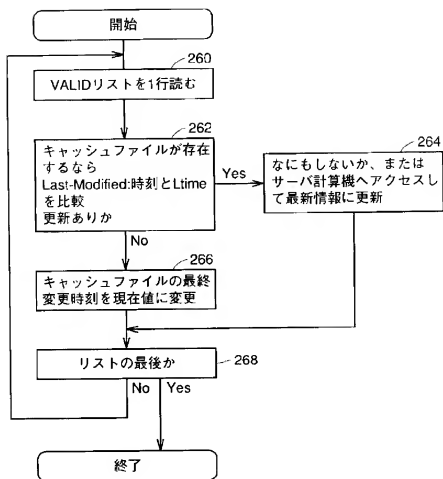 開始
260
VALIDリストを1行読む
262
キャッシュファイルが存在
するなら
Last-Modified:時刻とLtime
を比較
更新ありか
Yes
264
なにもしないか、または
サーバ計算機へアクセスし
て最新情報に更新
No
266
キャッシュファイルの最終
変更時刻を現在値に変更
リストの最後か
268
No
Yes
終了